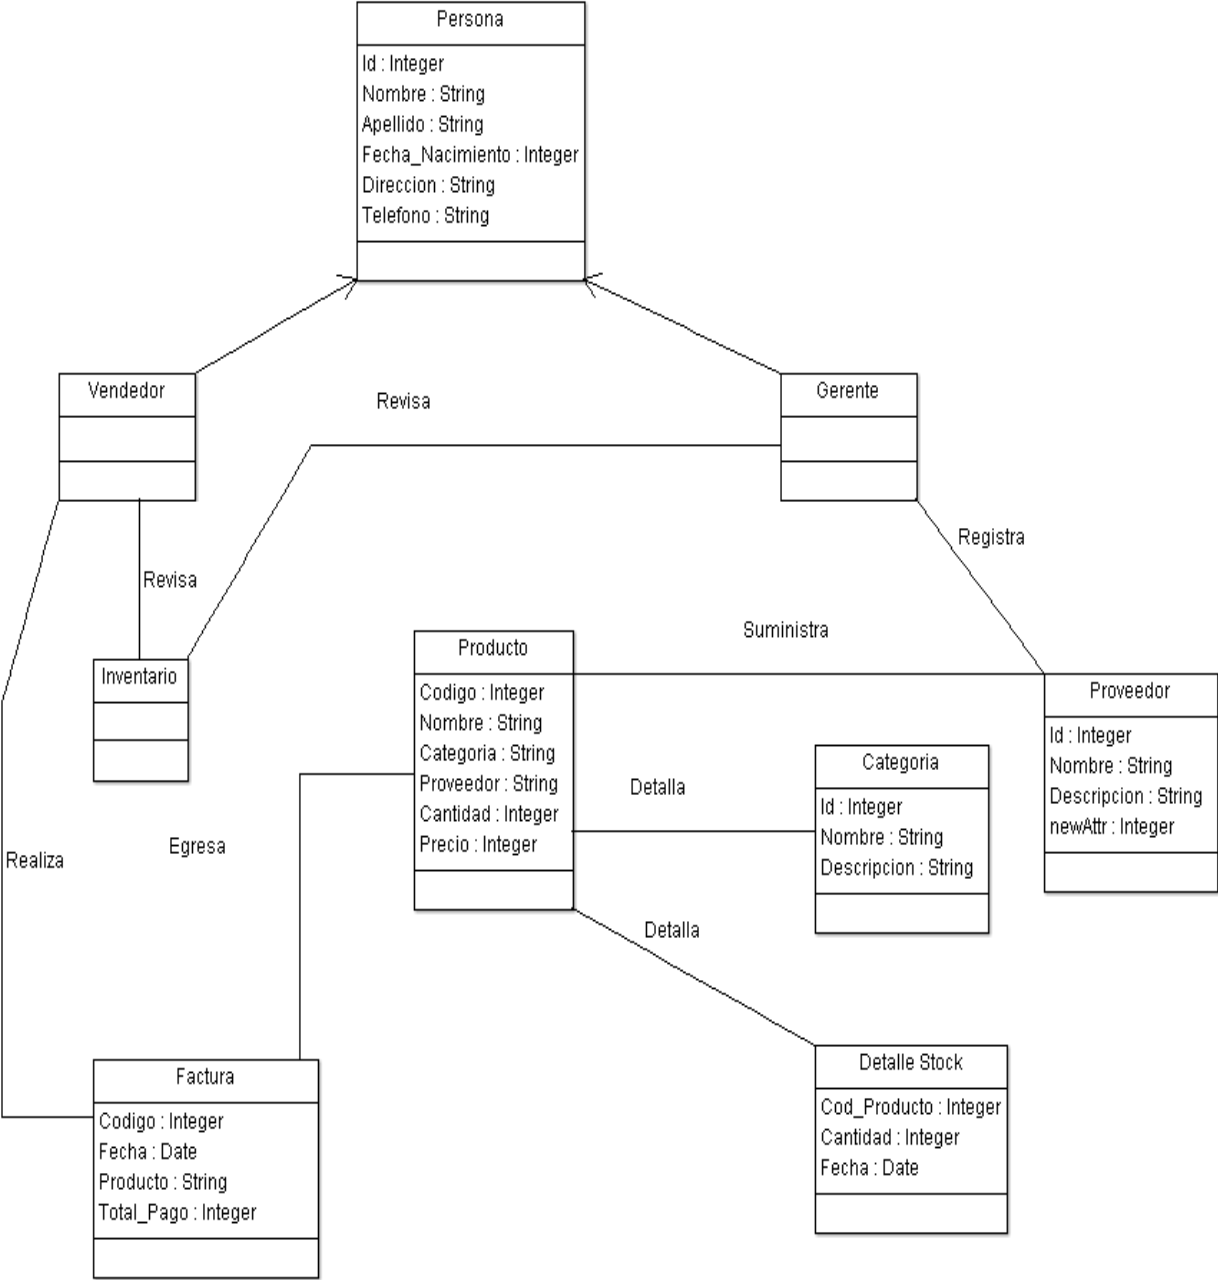 Persona
Id : Integer
Nombre : String
Apellido : String
Fecha_Nacimiento : Integer
Direccion : String
Telefono : String
Vendedor
Revisa
Gerente
Registra
Revisa
Inventario
Suministra
Producto
Codigo : Integer
Nombre : String
Categoria : String
Proveedor : String
Cantidad : Integer
Precio : Integer
Proveedor
Id : Integer
Nombre : String
Descripcion : String
newAttr : Integer
Detalla
Categoria
Id : Integer
Nombre : String
Descripcion : String
Realiza
Egresa
Detalla
Factura
Codigo : Integer
Fecha : Date
Producto : String
Total_Pago : Integer
Detalle Stock
Cod_Producto : Integer
Cantidad : Integer
Fecha : Date